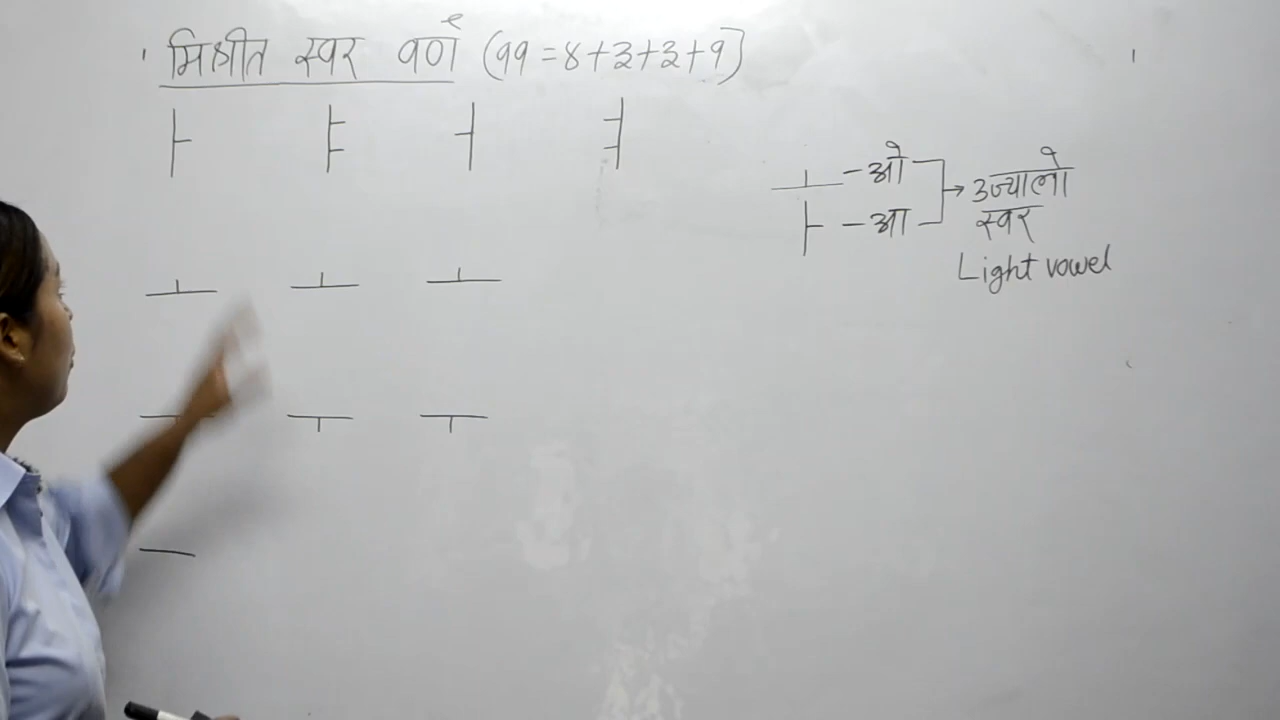 मिश्रीत स्वर वर्ण (११ = ४+३+३+१)
ㅏ ㅑ ㅓ ㅕ
ㅗ - ओ
ㅏ - आ
→ उज्यालो
स्वर
Light vowel
ㅗ ㅗ ㅗ
ㅜ ㅜ ㅜ
ㅡ